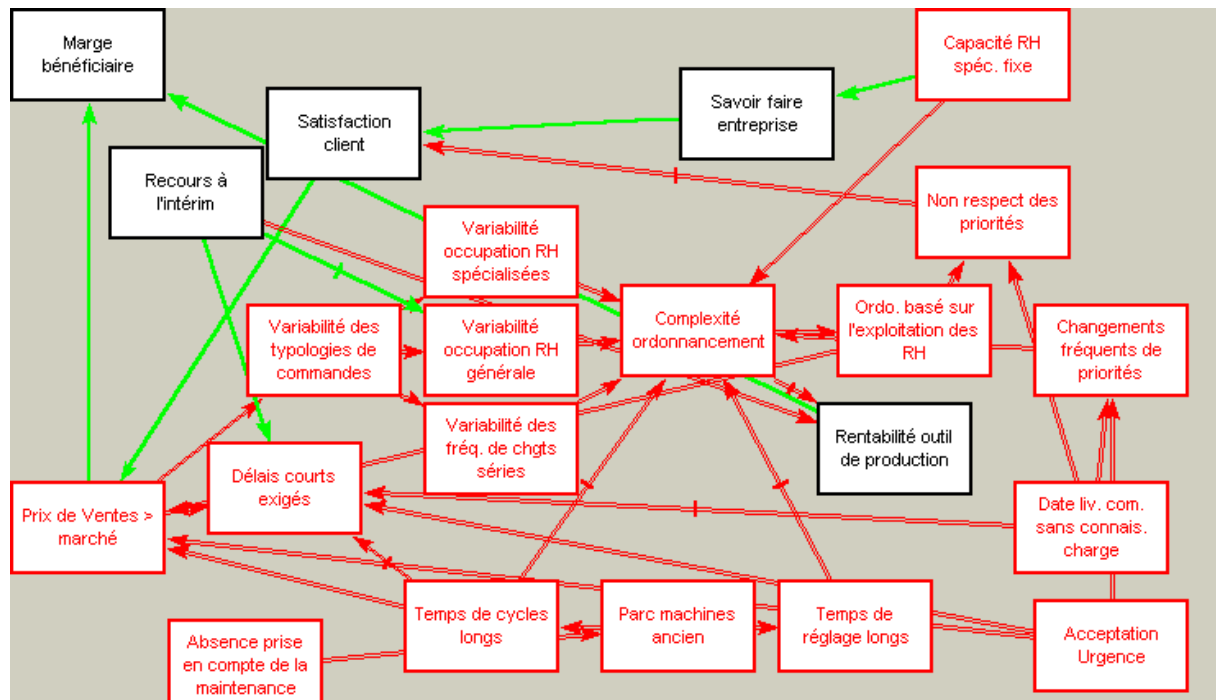 Marge
bénéficiaire
Capacité RH
spéc. fixe
Savoir faire
entreprise
Satisfaction
client
Recours à
l'intérim
Non respect des
priorités
Variabilité
occupation RH
spécialisées
Complexité
ordonnancement
Ordo. basé sur
l'exploitation des
RH
Changements
fréquents de
priorités
Variabilité des
typologies de
commandes
Variabilité
occupation RH
générale
Variabilité des
fréq. de chgts
séries
Rentabilité outil
de production
Délais courts
exigés
Prix de Ventes >
marché
Date liv. com.
sans connais.
charge
Temps de cycles
longs
Parc machines
ancien
Temps de
réglage longs
Acceptation
Urgence
Absence prise
en compte de la
maintenance